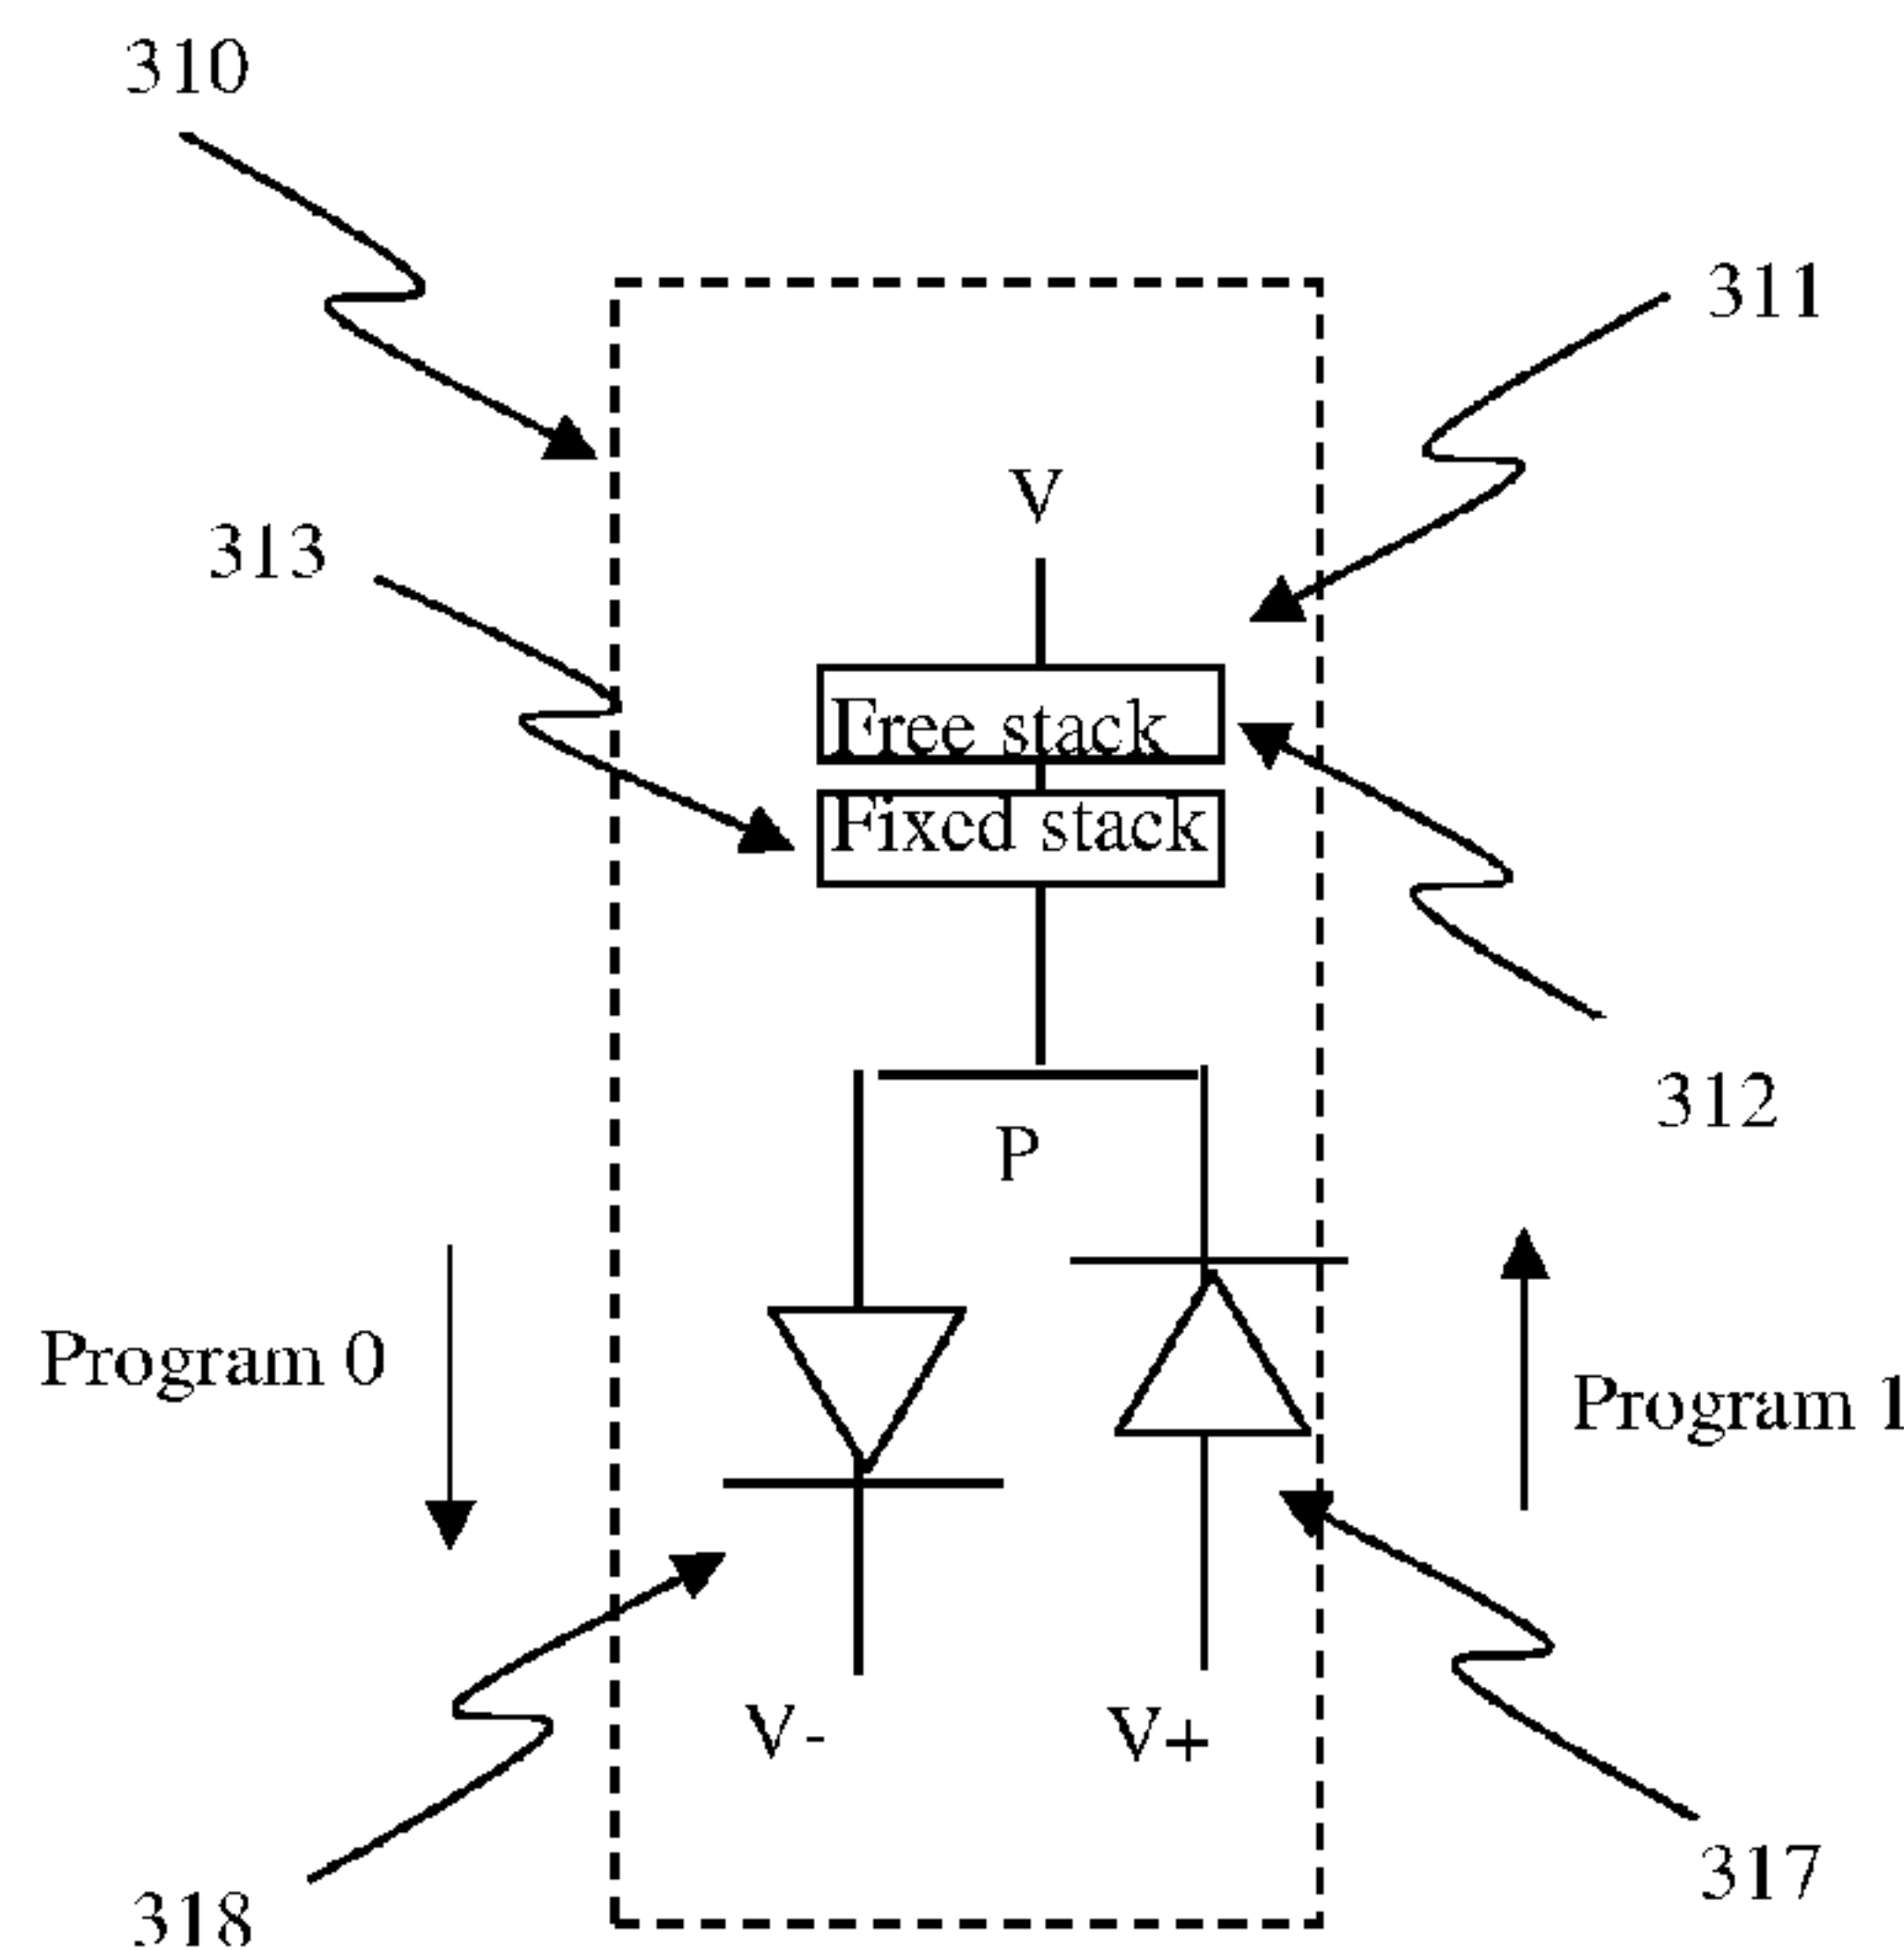 310
311
V
313
Free stack
Fixed stack
312
P
Program 0
Program 1
V-
V+
317
318